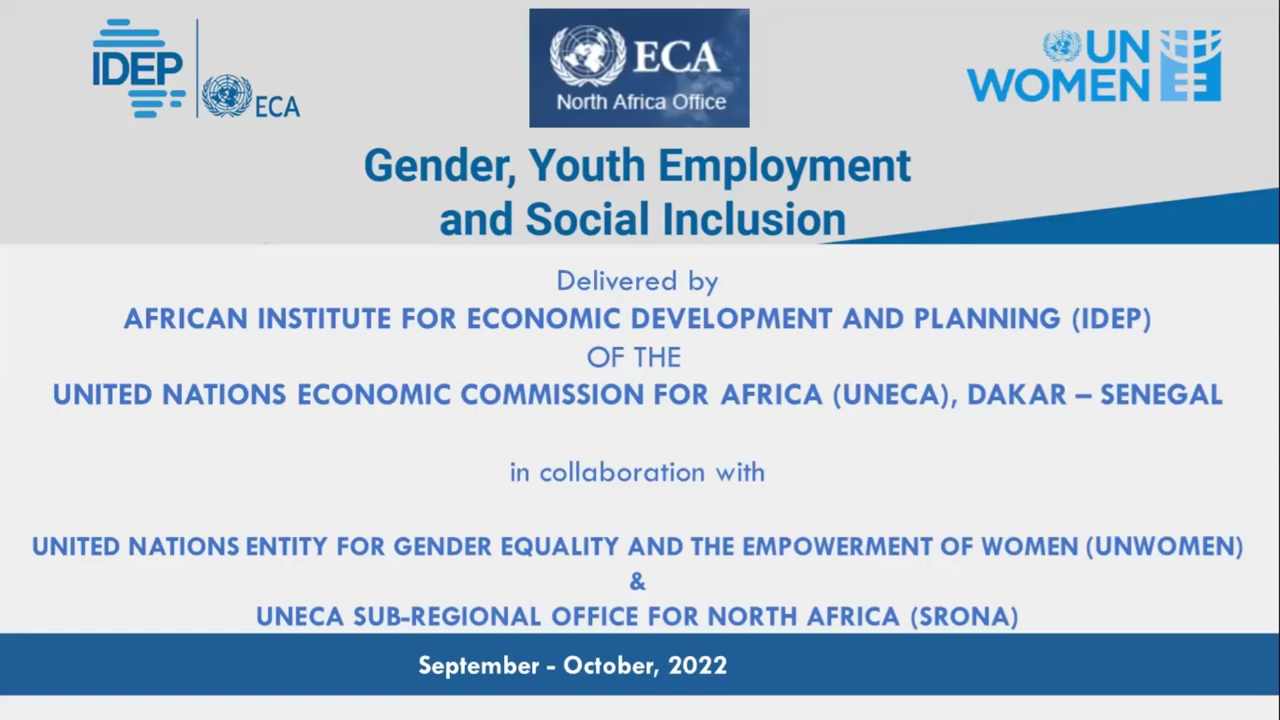 IDEP
ECA
ECA
North Africa Office
UN
WOMEN
Gender, Youth Employment
and Social Inclusion
Delivered by
AFRICAN INSTITUTE FOR ECONOMIC DEVELOPMENT AND PLANNING (IDEP)
OF THE
UNITED NATIONS ECONOMIC COMMISSION FOR AFRICA (UNECA), DAKAR – SENEGAL
in collaboration with
UNITED NATIONS ENTITY FOR GENDER EQUALITY AND THE EMPOWERMENT OF WOMEN (UNWOMEN)
&
UNECA SUB-REGIONAL OFFICE FOR NORTH AFRICA (SRONA)
September - October, 2022